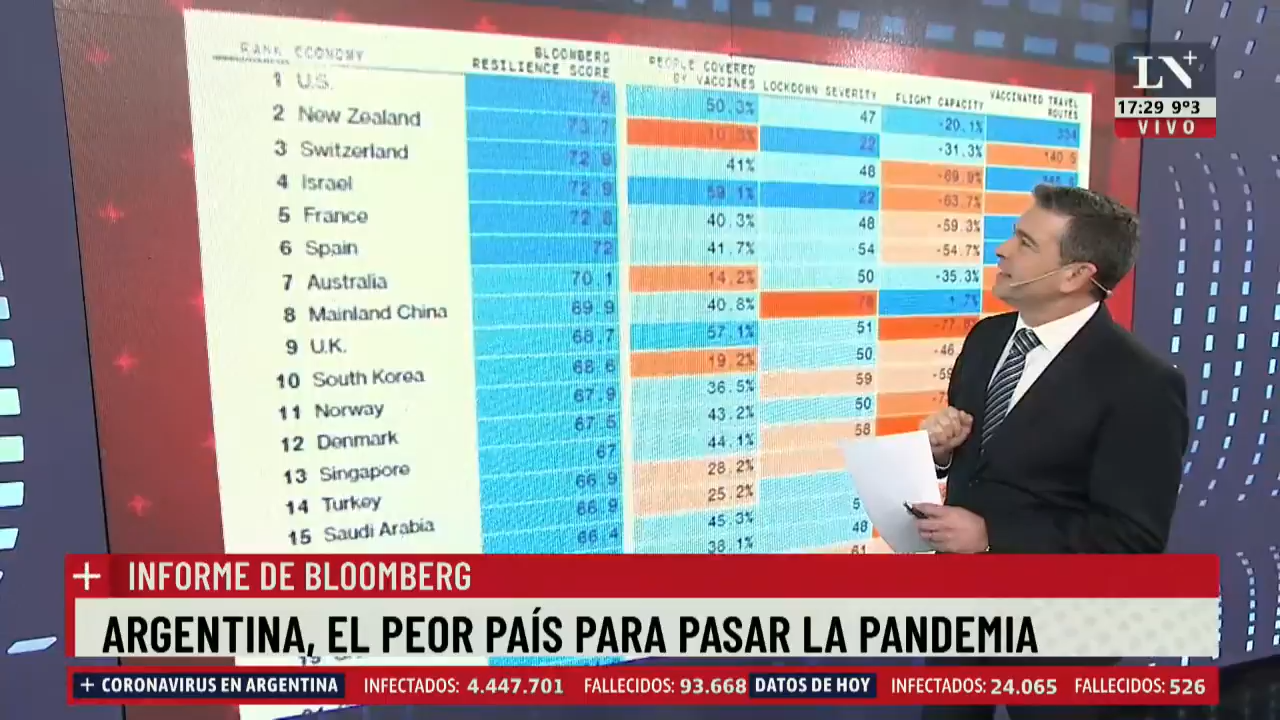 LN+
17:29 9°3
VIVO
RANK ECONOMY BLOOMBERG RESILIENCE SCORE PEOPLE COVERED BY VACCINES LOCKDOWN SEVERITY FLIGHT CAPACITY VACCINATED TRAVEL ROUTES
1 U.S. 76 50.3% 47 -20.1% 334
2 New Zealand 73.7 10.3% 22 -31.3% 140.5
3 Switzerland 72.9 41% 48 -69.9%
4 Israel 72.9 59.1% 22 -63.7%
5 France 72.8 40.3% 48 -59.3%
6 Spain 72 41.7% 54 -54.7%
7 Australia 70.1 14.2% 50 -35.3%
8 Mainland China 69.9 40.8% 78 1.7%
9 U.K. 68.7 57.1% 51
10 South Korea 68.6 19.2% 50 -46
11 Norway 67.9 36.5% 59
12 Denmark 67.5 43.2% 50
13 Singapore 67 44.1% 58
14 Turkey 66.9 28.2%
15 Saudi Arabia 66.9 25.2%
66.4 45.3% 48
38.1% 61
+ INFORME DE BLOOMBERG
ARGENTINA, EL PEOR PAÍS PARA PASAR LA PANDEMIA
+ CORONAVIRUS EN ARGENTINA INFECTADOS: 4.447.701 FALLECIDOS: 93.668 DATOS DE HOY INFECTADOS: 24.065 FALLECIDOS: 526